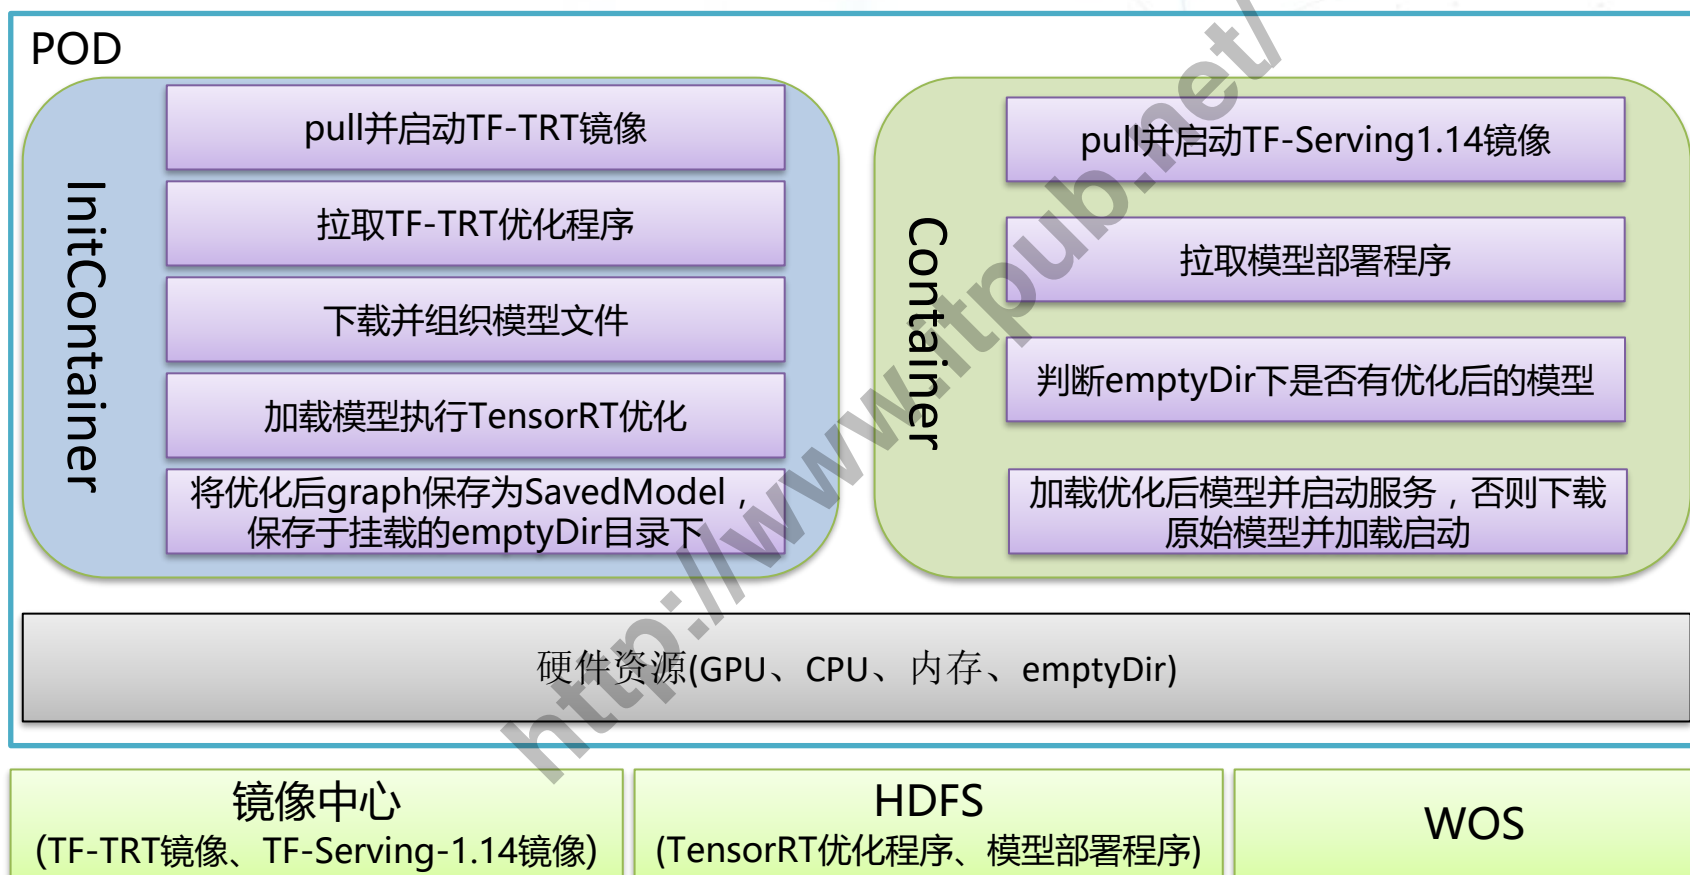 POD
InitContainer
pull并启动TF-TRT镜像
拉取TF-TRT优化程序
下载并组织模型文件
加载模型执行TensorRT优化
将优化后graph保存为SavedModel，
保存于挂载的emptyDir目录下
Container
pull并启动TF-Serving1.14镜像
拉取模型部署程序
判断emptyDir下是否有优化后的模型
加载优化后模型并启动服务，否则下载
原始模型并加载启动
硬件资源(GPU、CPU、内存、emptyDir)
镜像中心
(TF-TRT镜像、TF-Serving-1.14镜像)
HDFS
(TensorRT优化程序、模型部署程序)
WOS
http://www.itpub.net/